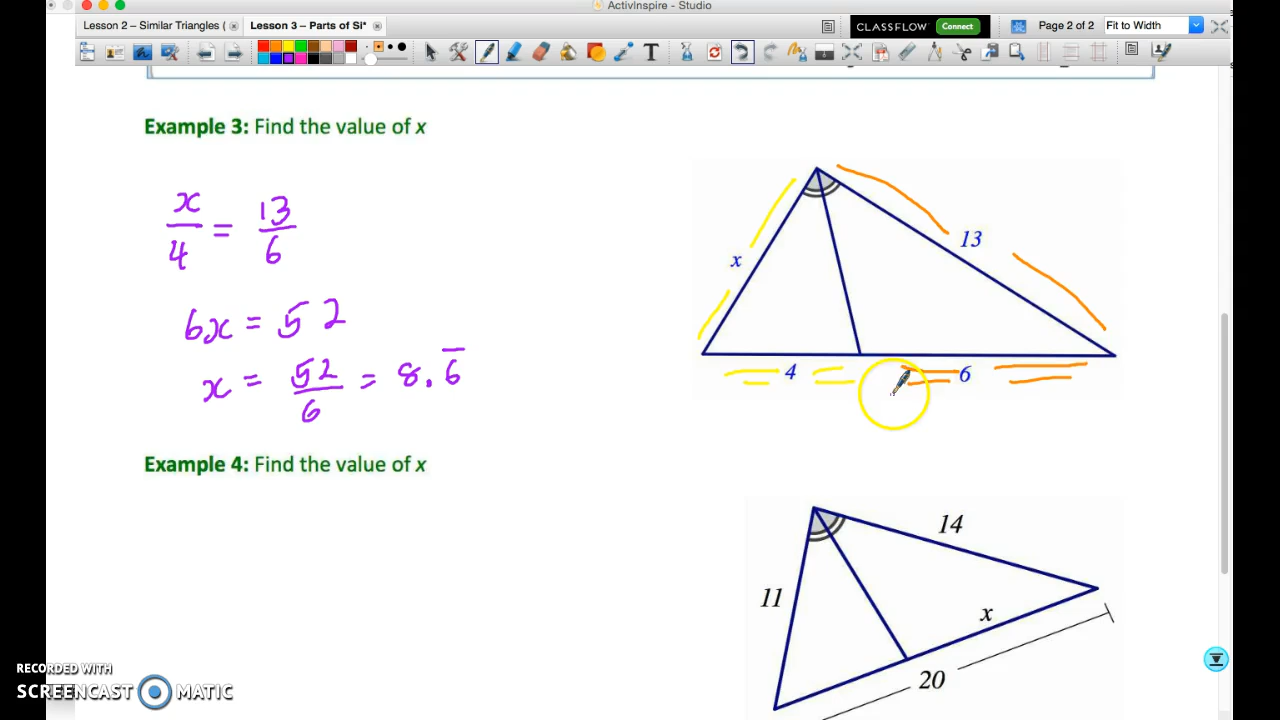 ActivInspire - Studio
Lesson 2 – Similar Triangles (
Lesson 3 – Parts of Si*
CLASSFLOW Connect
Page 2 of 2
Fit to Width
Example 3: Find the value of x
x/4 = 13/6
6x = 52
x = 52/6 = 8.6̅
x
13
4
6
Example 4: Find the value of x
14
11
x
20
RECORDED WITH
SCREENCAST MATIC